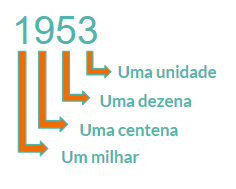 1953
Uma unidade
Uma dezena
Uma centena
Um milhar